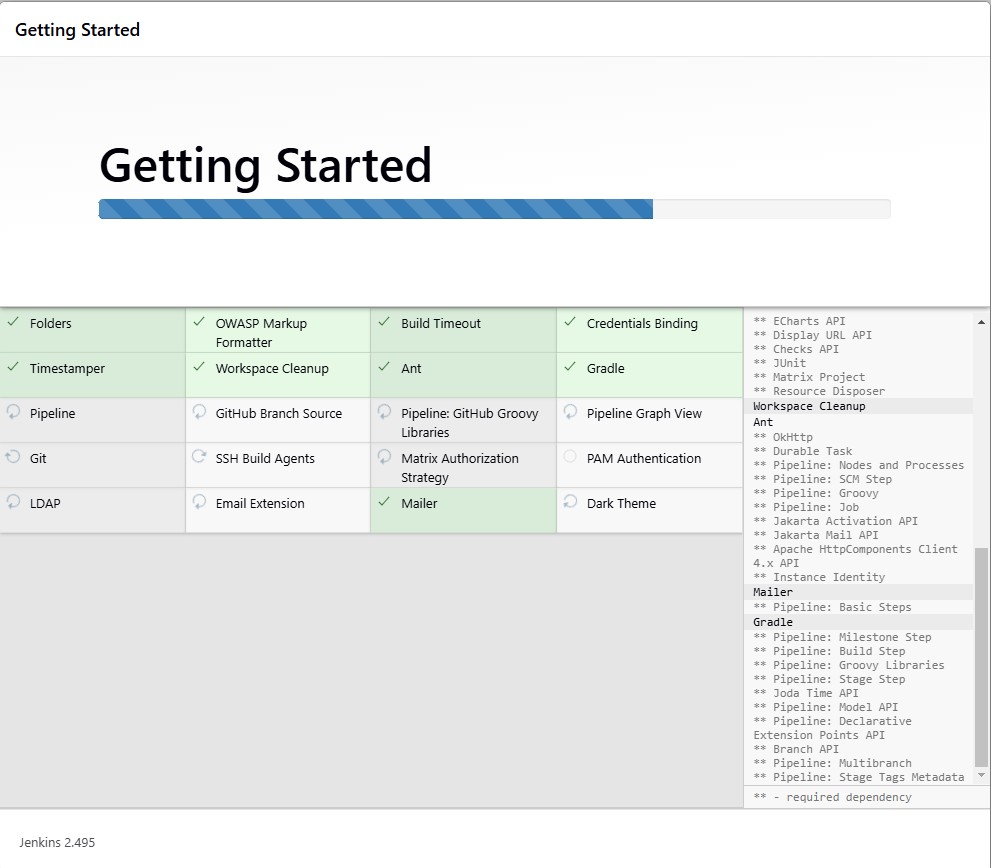 Getting Started
Getting Started
Folders
OWASP Markup
Formatter
Build Timeout
Credentials Binding
Timestamper
Workspace Cleanup
Ant
Gradle
Pipeline
GitHub Branch Source
Pipeline: GitHub Groovy
Libraries
Pipeline Graph View
Git
SSH Build Agents
Matrix Authorization
Strategy
PAM Authentication
LDAP
Email Extension
Mailer
Dark Theme
** ECharts API
** Display URL API
** Checks API
** JUnit
** Matrix Project
** Resource Disposer
Workspace Cleanup
Ant
** OkHttp
** Durable Task
** Pipeline: Nodes and Processes
** Pipeline: SCM Step
** Pipeline: Groovy
** Pipeline: Job
** Jakarta Activation API
** Jakarta Mail API
** Apache HttpComponents Client
4.x API
** Instance Identity
Mailer
** Pipeline: Basic Steps
Gradle
** Pipeline: Milestone Step
** Pipeline: Build Step
** Pipeline: Groovy Libraries
** Pipeline: Stage Step
** Joda Time API
** Pipeline: Model API
** Pipeline: Declarative
Extension Points API
** Branch API
** Pipeline: Multibranch
** Pipeline: Stage Tags Metadata
** - required dependency
Jenkins 2.495